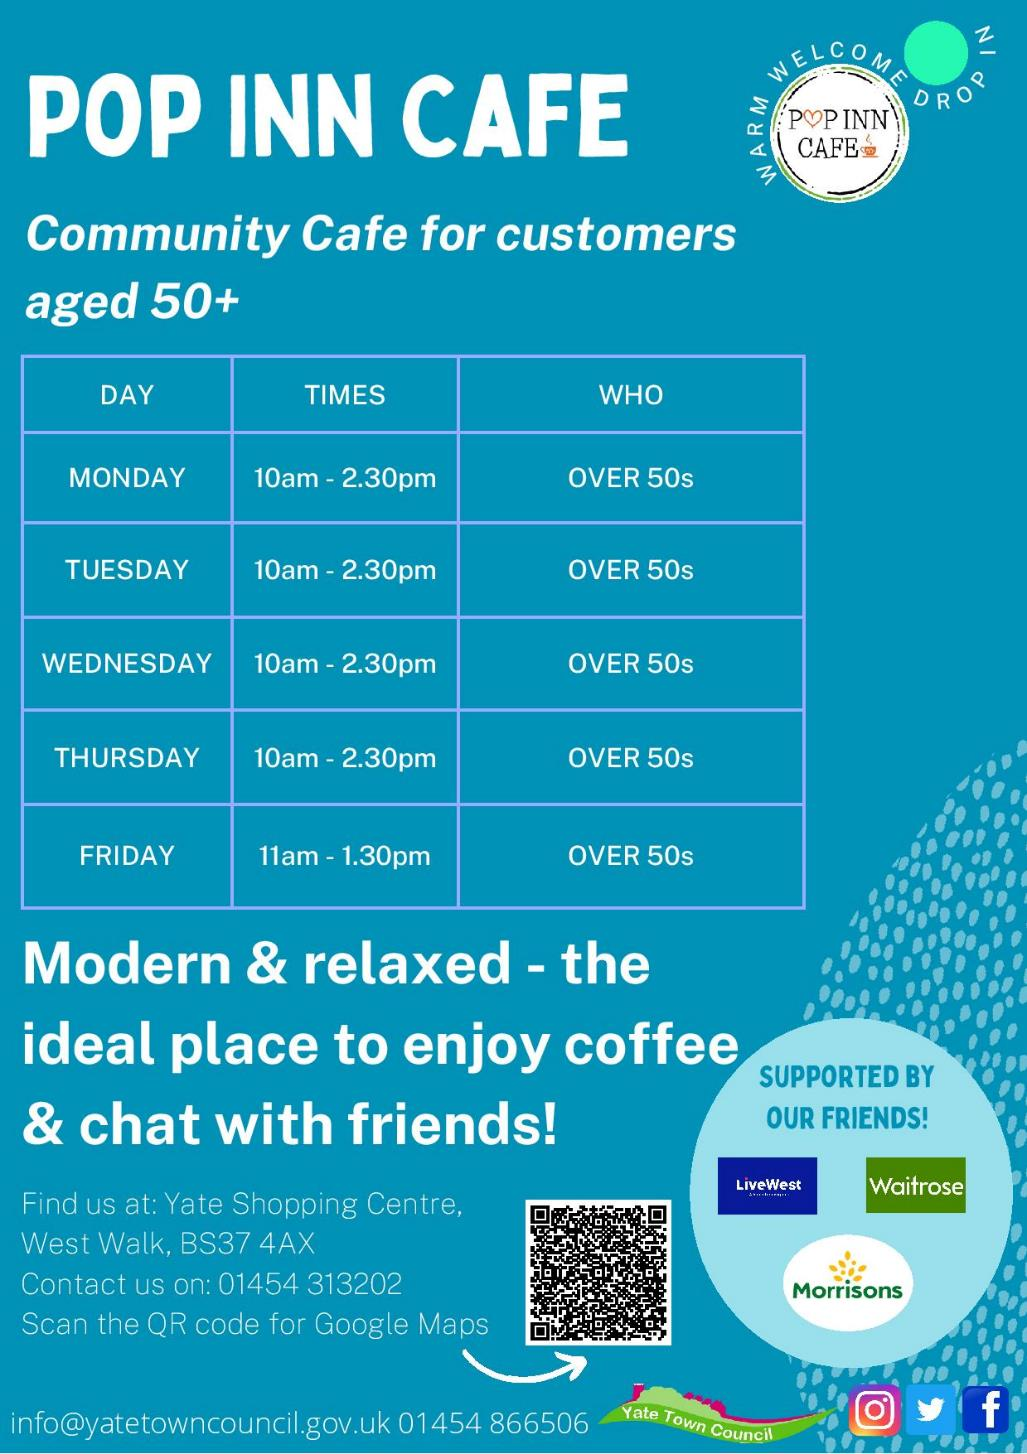 POP INN CAFE
WARM WELCOME DROP IN
POP INN
CAFE
Community Cafe for customers
aged 50+
DAY TIMES WHO
MONDAY 10am - 2.30pm OVER 50s
TUESDAY 10am - 2.30pm OVER 50s
WEDNESDAY 10am - 2.30pm OVER 50s
THURSDAY 10am - 2.30pm OVER 50s
FRIDAY 11am - 1.30pm OVER 50s
Modern & relaxed - the
ideal place to enjoy coffee
& chat with friends!
SUPPORTED BY
OUR FRIENDS!
LiveWest
Waitrose
Morrisons
Find us at: Yate Shopping Centre,
West Walk, BS37 4AX
Contact us on: 01454 313202
Scan the QR code for Google Maps
info@yatetowncouncil.gov.uk 01454 866506
Yate Town Council